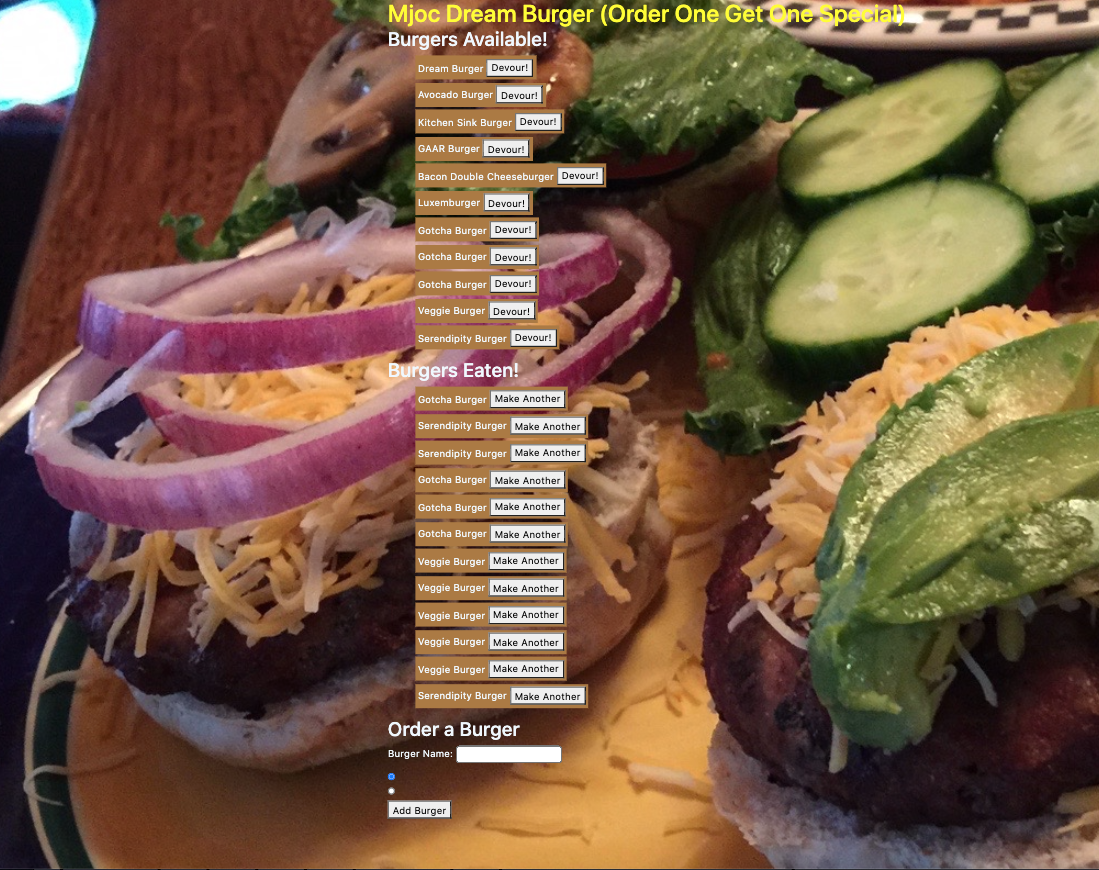 Mjoc Dream Burger (Order One Get One Special)
Burgers Available!
Dream Burger Devour!
Avocado Burger Devour!
Kitchen Sink Burger Devour!
GAAR Burger Devour!
Bacon Double Cheeseburger Devour!
Luxemburger Devour!
Gotcha Burger Devour!
Gotcha Burger Devour!
Gotcha Burger Devour!
Veggie Burger Devour!
Serendipity Burger Devour!
Burgers Eaten!
Gotcha Burger Make Another
Serendipity Burger Make Another
Serendipity Burger Make Another
Gotcha Burger Make Another
Gotcha Burger Make Another
Gotcha Burger Make Another
Veggie Burger Make Another
Veggie Burger Make Another
Veggie Burger Make Another
Veggie Burger Make Another
Veggie Burger Make Another
Serendipity Burger Make Another
Order a Burger
Burger Name:
Add Burger